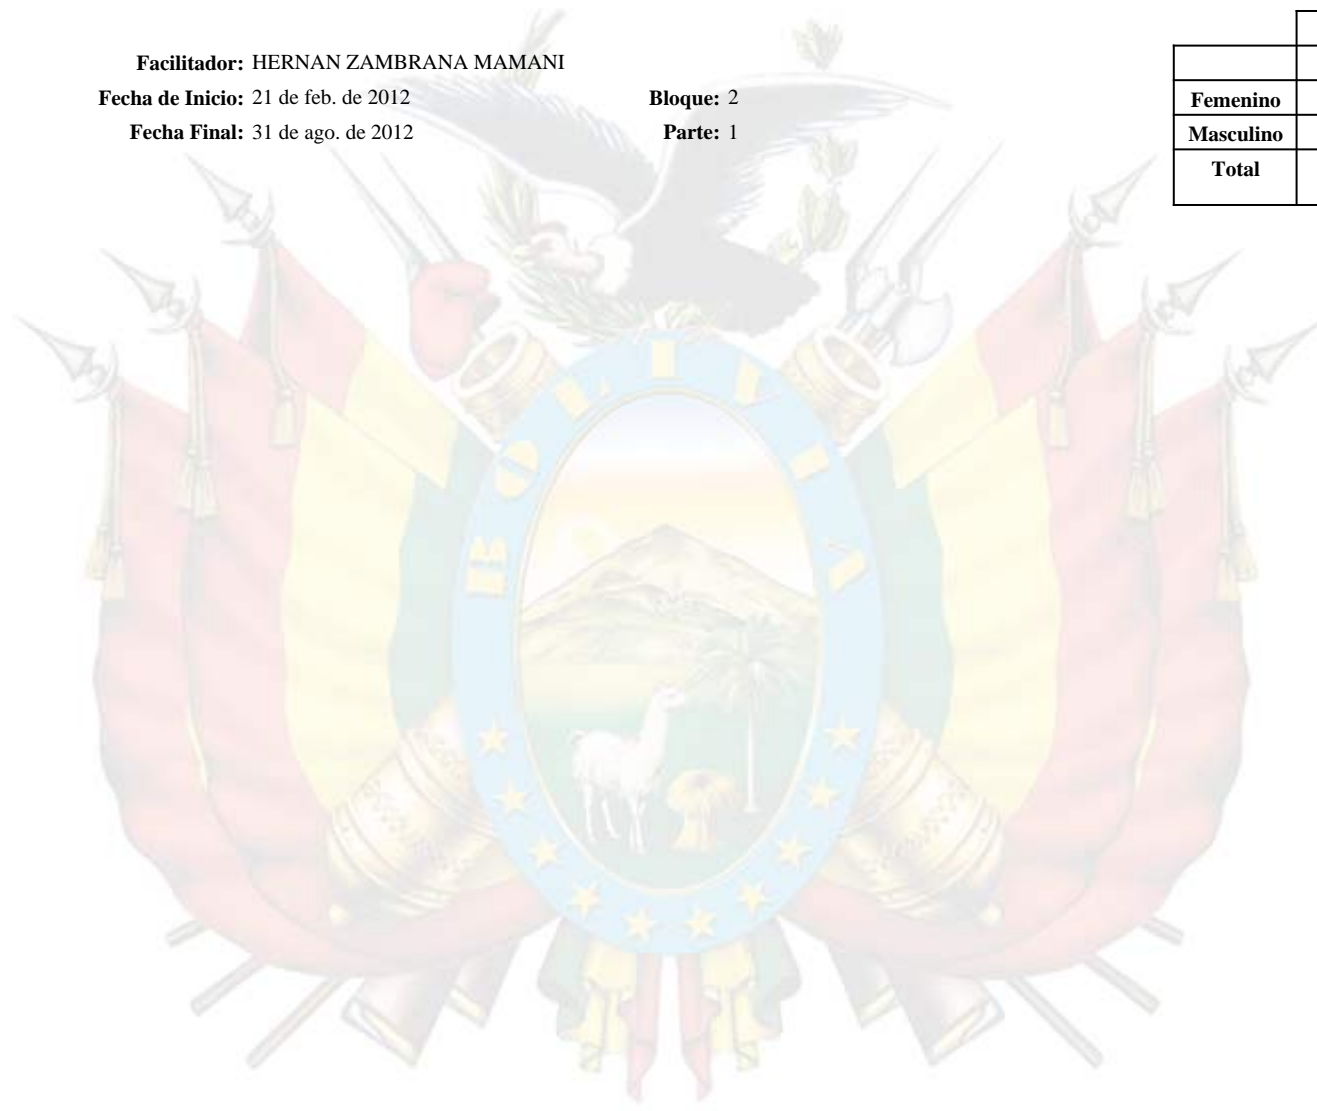 Facilitador: HERNAN ZAMBRANA MAMANI
Fecha de Inicio: 21 de feb. de 2012 Bloque: 2
Fecha Final: 31 de ago. de 2012 Parte: 1
Femenino
Masculino
Total
BOLIVIA